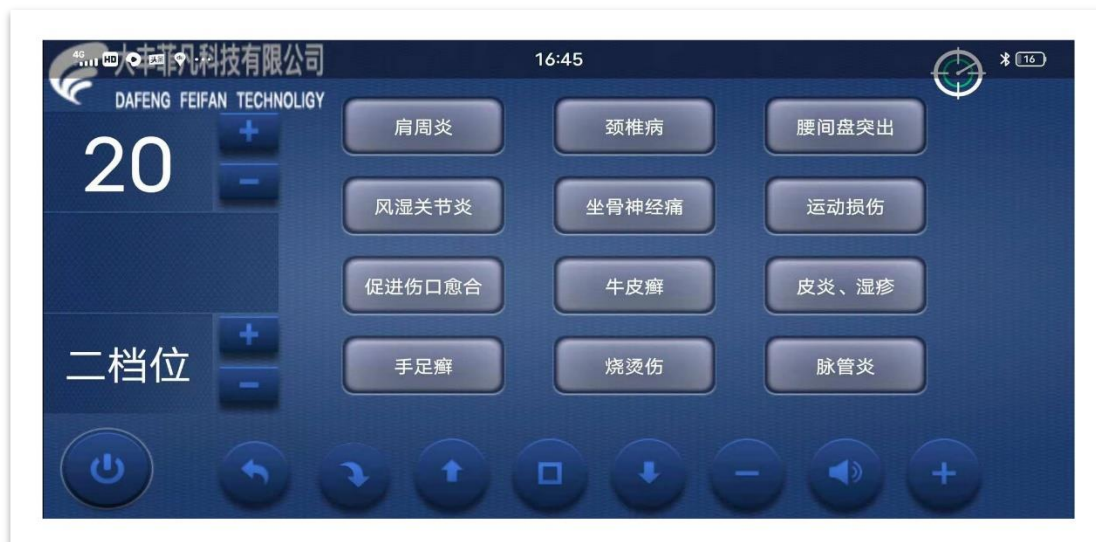 4G HD 16:45 16
大丰菲凡科技有限公司
DAFENG FEIFAN TECHNOLIGY
20
+
-
肩周炎 颈椎病 腰间盘突出
风湿关节炎 坐骨神经痛 运动损伤
促进伤口愈合 牛皮癣 皮炎、湿疹
二档位
+
-
手足癣 烧烫伤 脉管炎
- +